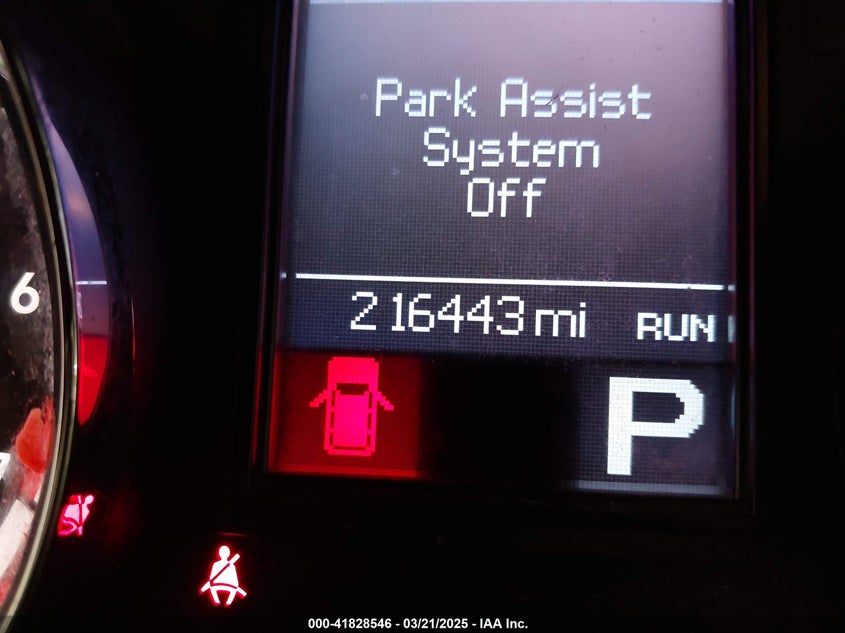 Park Assist
System
Off
6
216443 mi RUN
P
000-41828546 - 03/21/2025 - IAA Inc.